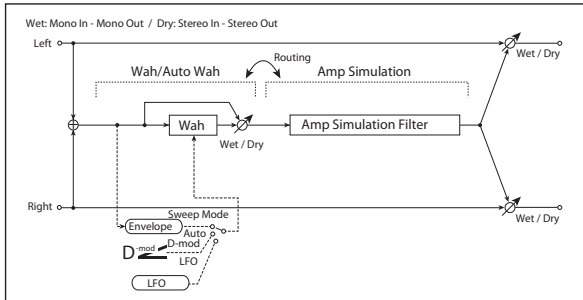 Wet: Mono In - Mono Out / Dry: Stereo In - Stereo Out
Left
Wet / Dry
Wah/Auto Wah
Routing
Amp Simulation
Wah
Wet / Dry
Amp Simulation Filter
Right
Wet / Dry
Envelope
Sweep Mode
Auto
D-mod
D-mod
LFO
LFO